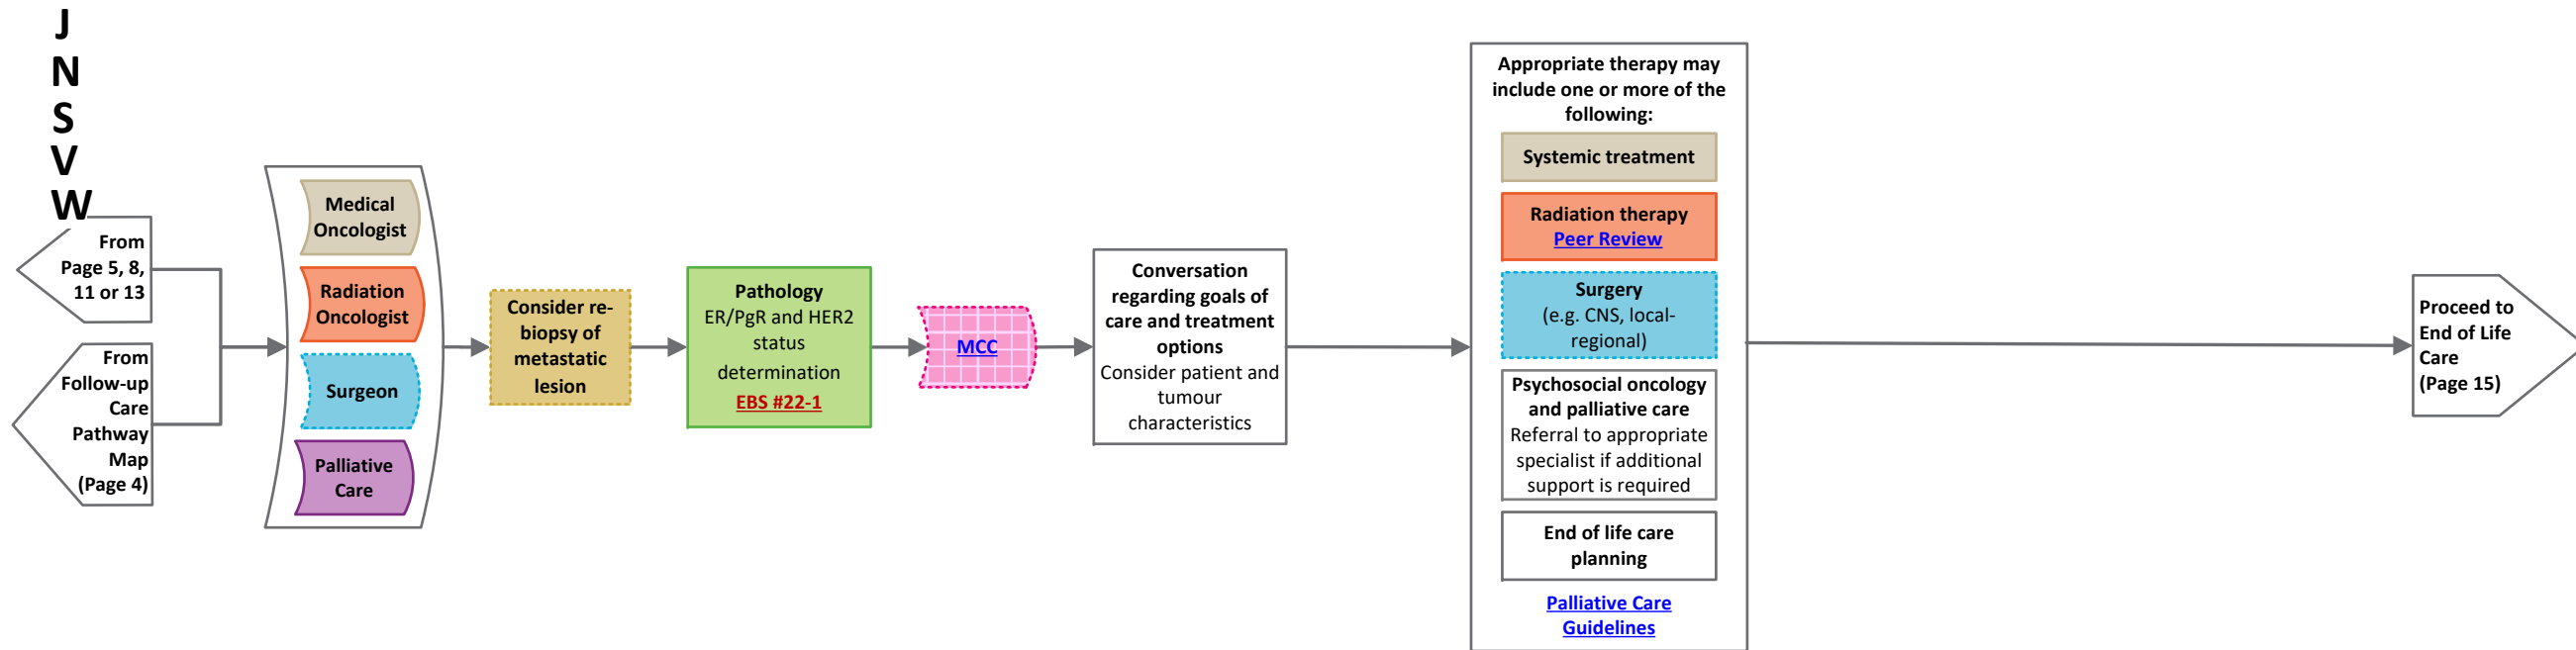 J
N
S
V
W
From
Page 5, 8,
11 or 13
From
Follow-up
Care
Pathway
Map
(Page 4)
Medical
Oncologist
Radiation
Oncologist
Surgeon
Palliative
Care
Consider re-
biopsy of
metastatic
lesion
Pathology
ER/PgR and HER2
status
determination
EBS #22-1
MCC
Conversation
regarding goals of
care and treatment
options
Consider patient and
tumour
characteristics
Appropriate therapy may
include one or more of the
following:
Systemic treatment
Radiation therapy
Peer Review
Surgery
(e.g. CNS, local-
regional)
Psychosocial oncology
and palliative care
Referral to appropriate
specialist if additional
support is required
End of life care
planning
Palliative Care
Guidelines
Proceed to
End of Life
Care
(Page 15)